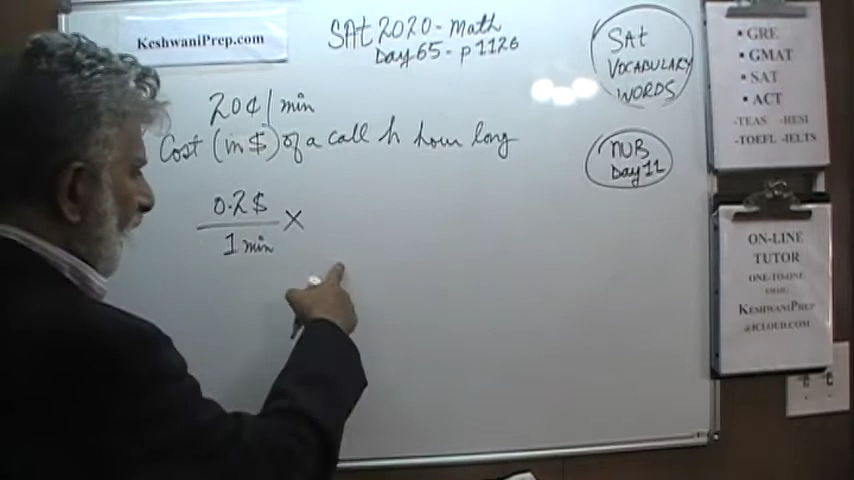 KeshwaniPrep.com
SAt 2020 - Math
Day 65 - p1126
SAt
VOCABULARY
WORDS
NUB
Day 11
20¢/min
Cost (in $) of a call h hour long
0.2$ ×
1 min
• GRE
• GMAT
• SAT
• ACT
-TEAS -HESI
-TOEFL -IELTS
ON-LINE
TUTOR
ONE-TO-ONE
EMAIL:
KESHWANIPREP
@ICLOUD.COM